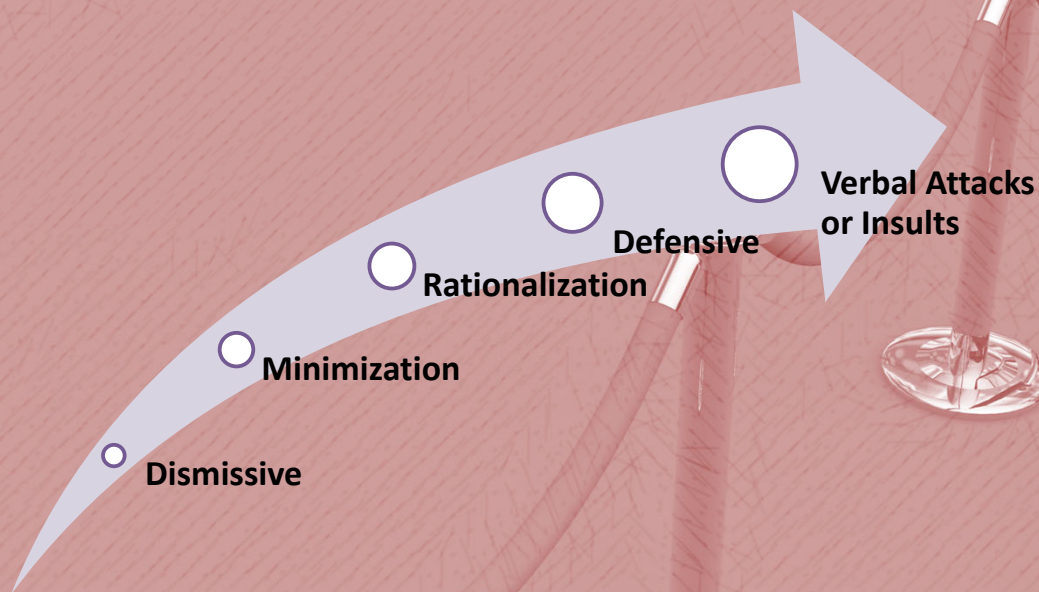 Verbal Attacks
or Insults
Defensive
Rationalization
Minimization
Dismissive